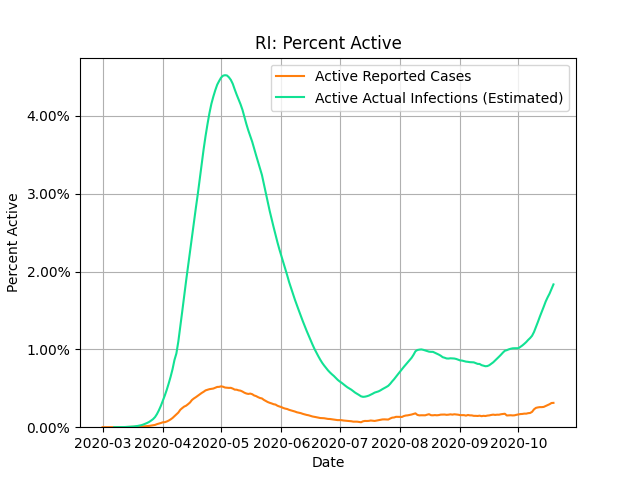 RI: Percent Active
Active Reported Cases
Active Actual Infections (Estimated)
Percent Active
4.00%
3.00%
2.00%
1.00%
0.00%
2020-03 2020-04 2020-05 2020-06 2020-07 2020-08 2020-09 2020-10
Date